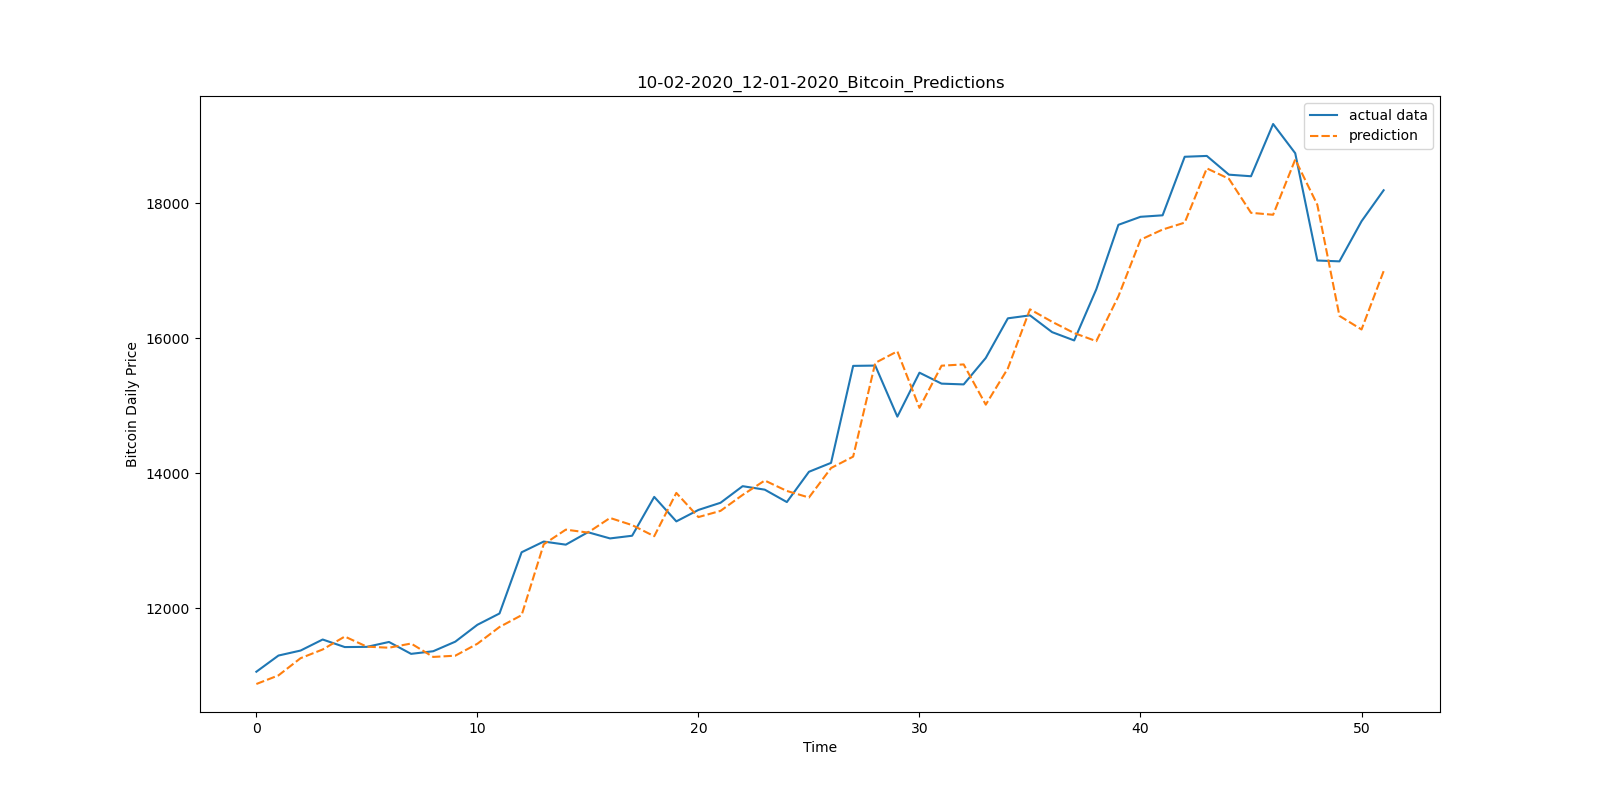 10-02-2020_12-01-2020_Bitcoin_Predictions
actual data
prediction
Bitcoin Daily Price
18000
16000
14000
12000
0 10 20 30 40 50
Time